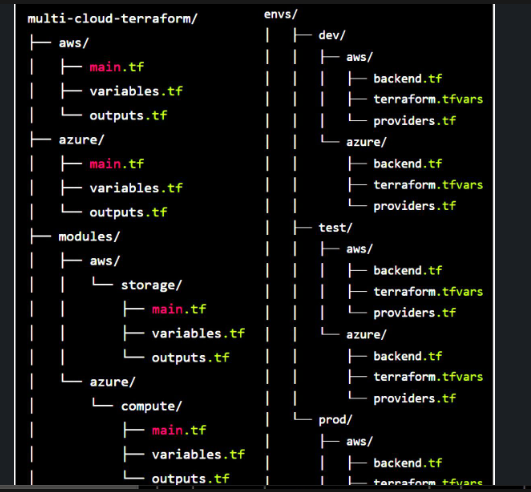 multi-cloud-terraform/
├── aws/
│   ├── main.tf
│   ├── variables.tf
│   └── outputs.tf
├── azure/
│   ├── main.tf
│   ├── variables.tf
│   └── outputs.tf
├── modules/
│   ├── aws/
│   │   └── storage/
│   │       ├── main.tf
│   │       ├── variables.tf
│   │       └── outputs.tf
│   └── azure/
│       └── compute/
│           ├── main.tf
│           ├── variables.tf
│           └── outputs.tf
envs/
│   ├── dev/
│   │   ├── aws/
│   │   │   ├── backend.tf
│   │   │   ├── terraform.tfvars
│   │   │   └── providers.tf
│   │   └── azure/
│   │       ├── backend.tf
│   │       ├── terraform.tfvars
│   │       └── providers.tf
│   ├── test/
│   │   ├── aws/
│   │   │   ├── backend.tf
│   │   │   ├── terraform.tfvars
│   │   │   └── providers.tf
│   │   └── azure/
│   │       ├── backend.tf
│   │       ├── terraform.tfvars
│   │       └── providers.tf
│   └── prod/
│       ├── aws/
│       │   ├── backend.tf
│       │   ├── terraform.tfvars